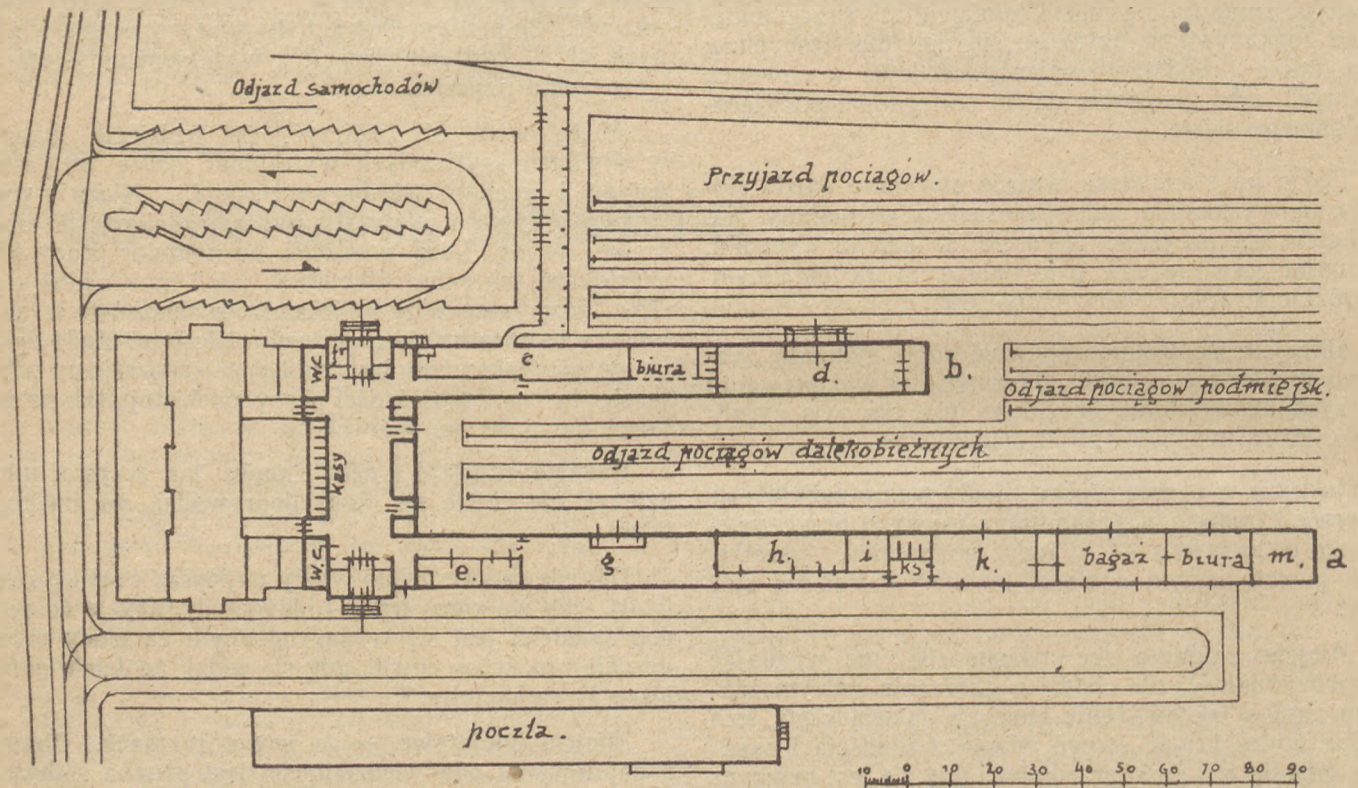 Odjazd samochodów
Przyjazd pociągów.
w.c.
c
biura
d.
b.
Odjazd pociągów podmiejsk.
kasy
odjazd pociągów dalekobieżnych
w.s.
e.
g
h.
i
ks
k.
bagaż
biura
m.
a
poczta.
10 0 10 20 30 40 50 60 70 80 90